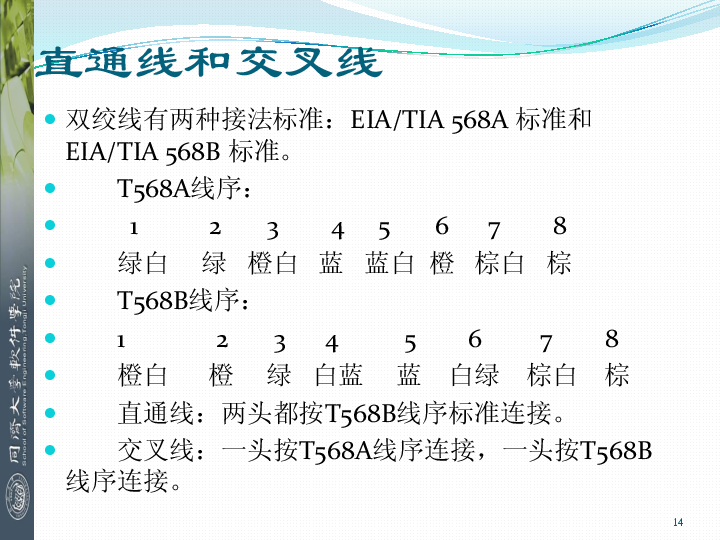 直通线和交叉线
双绞线有两种接法标准：EIA/TIA 568A 标准和
EIA/TIA 568B 标准。
T568A线序：
1 2 3 4 5 6 7 8
绿白 绿 橙白 蓝 蓝白 橙 棕白 棕
T568B线序：
1 2 3 4 5 6 7 8
橙白 橙 绿 白蓝 蓝 白绿 棕白 棕
直通线：两头都按T568B线序标准连接。
交叉线：一头按T568A线序连接，一头按T568B
线序连接。
同济大学软件学院
School of Software Engineering, Tongji University
14